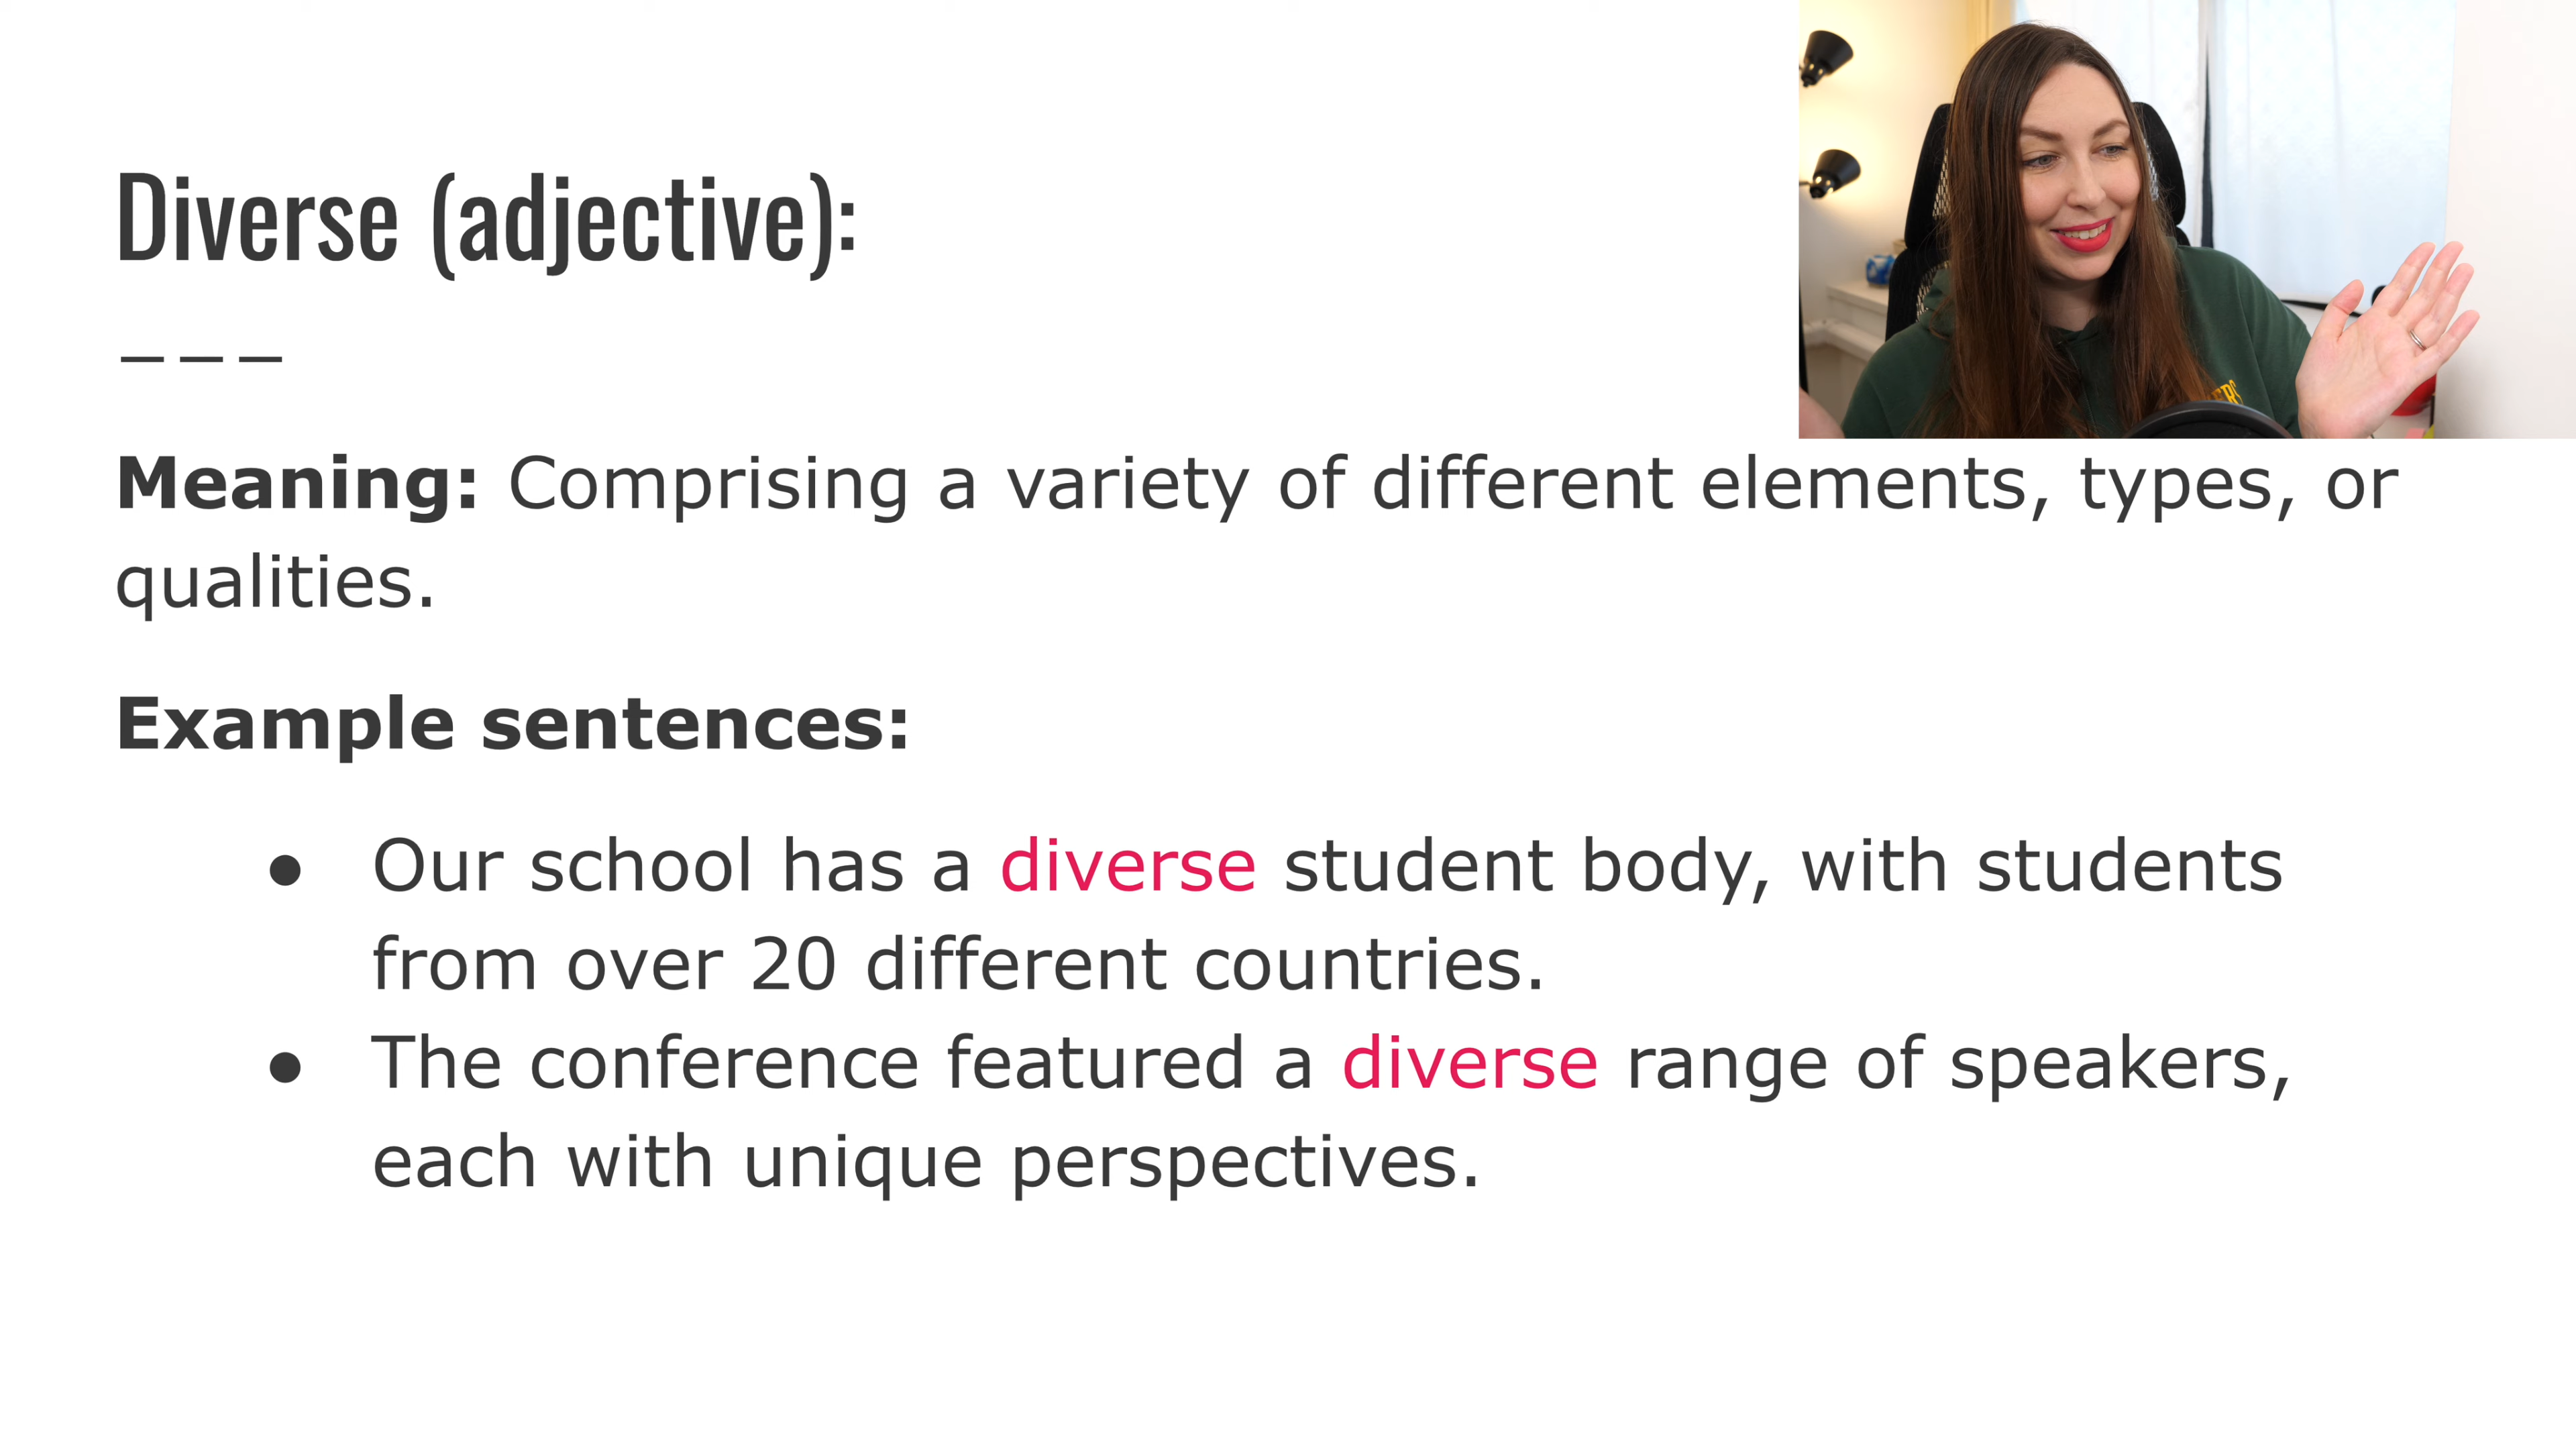 Diverse (adjective):
Meaning: Comprising a variety of different elements, types, or
qualities.
Example sentences:
● Our school has a diverse student body, with students
from over 20 different countries.
● The conference featured a diverse range of speakers,
each with unique perspectives.